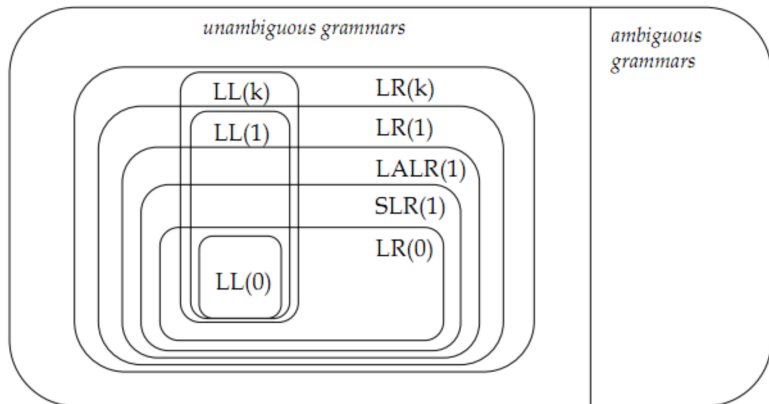 unambiguous grammars
ambiguous
grammars
LL(k)
LR(k)
LL(1)
LR(1)
LALR(1)
SLR(1)
LR(0)
LL(0)